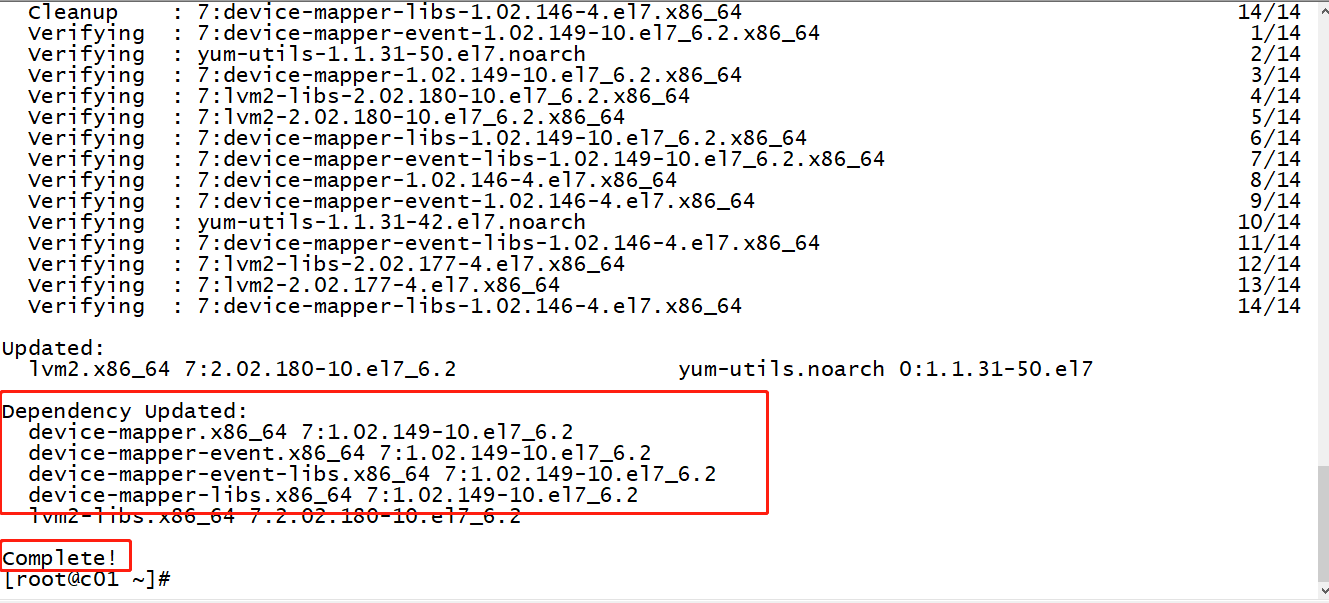 Cleanup    : 7:device-mapper-libs-1.02.146-4.el7.x86_64    14/14
Verifying  : 7:device-mapper-event-1.02.149-10.el7_6.2.x86_64    1/14
Verifying  : yum-utils-1.1.31-50.el7.noarch    2/14
Verifying  : 7:device-mapper-1.02.149-10.el7_6.2.x86_64    3/14
Verifying  : 7:lvm2-libs-2.02.180-10.el7_6.2.x86_64    4/14
Verifying  : 7:lvm2-2.02.180-10.el7_6.2.x86_64    5/14
Verifying  : 7:device-mapper-libs-1.02.149-10.el7_6.2.x86_64    6/14
Verifying  : 7:device-mapper-event-libs-1.02.149-10.el7_6.2.x86_64    7/14
Verifying  : 7:device-mapper-1.02.146-4.el7.x86_64    8/14
Verifying  : 7:device-mapper-event-1.02.146-4.el7.x86_64    9/14
Verifying  : yum-utils-1.1.31-42.el7.noarch    10/14
Verifying  : 7:device-mapper-event-libs-1.02.146-4.el7.x86_64    11/14
Verifying  : 7:lvm2-libs-2.02.177-4.el7.x86_64    12/14
Verifying  : 7:lvm2-2.02.177-4.el7.x86_64    13/14
Verifying  : 7:device-mapper-libs-1.02.146-4.el7.x86_64    14/14
Updated:
lvm2.x86_64 7:2.02.180-10.el7_6.2    yum-utils.noarch 0:1.1.31-50.el7
Dependency Updated:
device-mapper.x86_64 7:1.02.149-10.el7_6.2
device-mapper-event.x86_64 7:1.02.149-10.el7_6.2
device-mapper-event-libs.x86_64 7:1.02.149-10.el7_6.2
device-mapper-libs.x86_64 7:1.02.149-10.el7_6.2
lvm2-libs.x86_64 7:2.02.180-10.el7_6.2
Complete!
[root@c01 ~]#